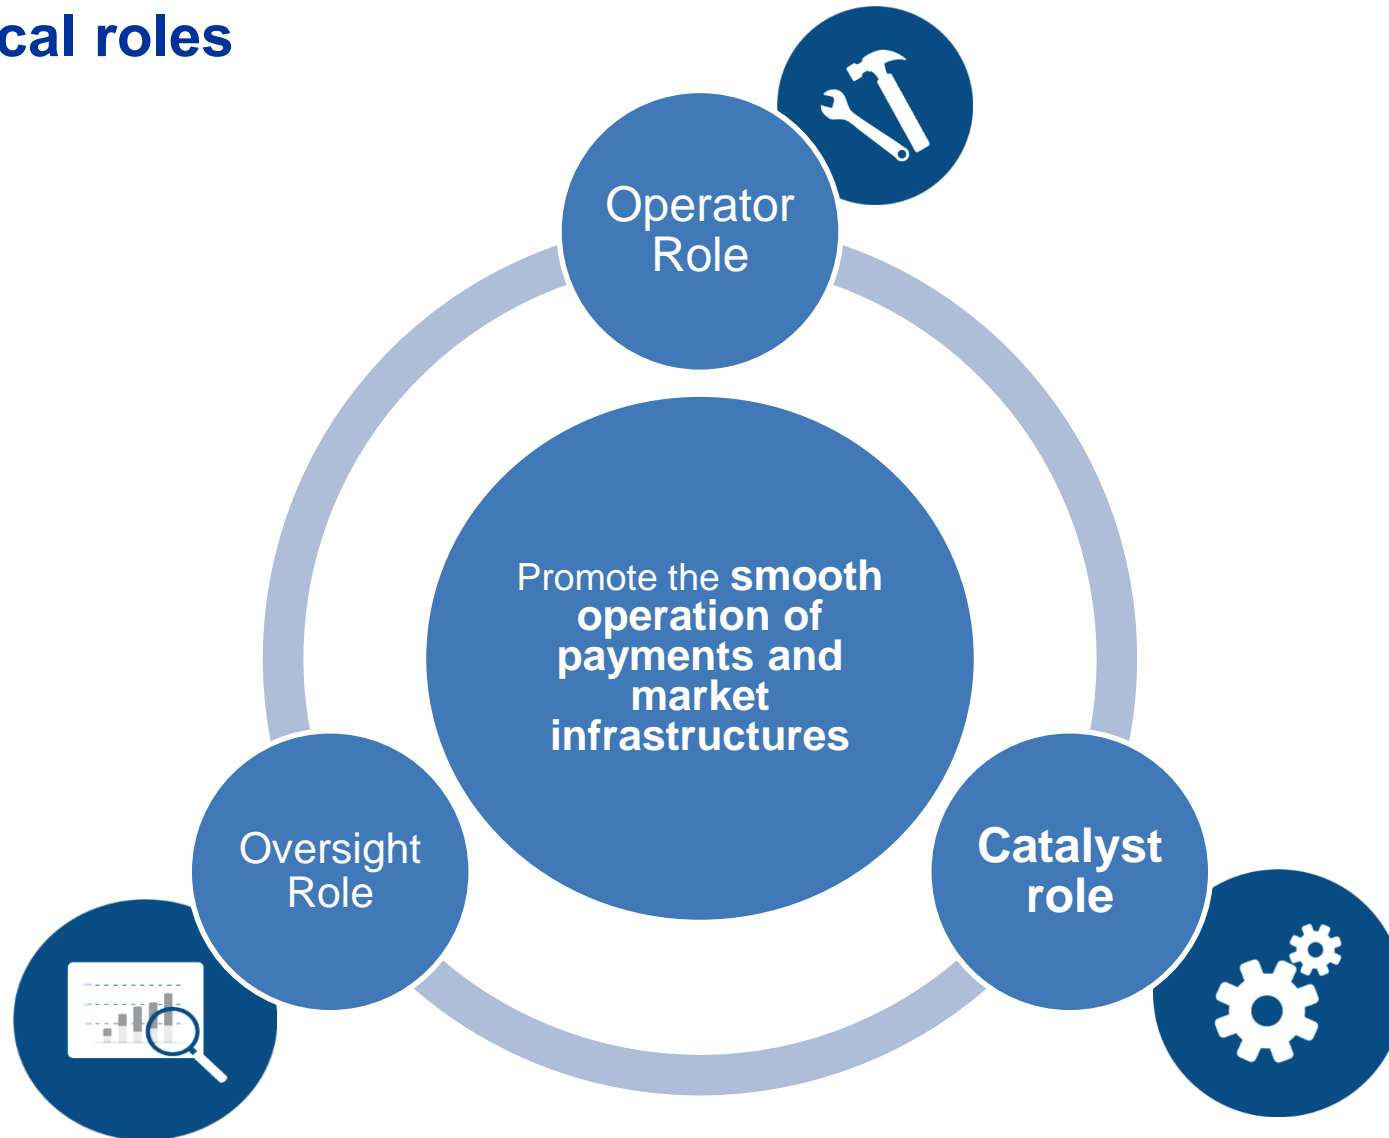 cal roles
Operator
Role
Promote the smooth
operation of
payments and
market
infrastructures
Oversight
Role
Catalyst
role